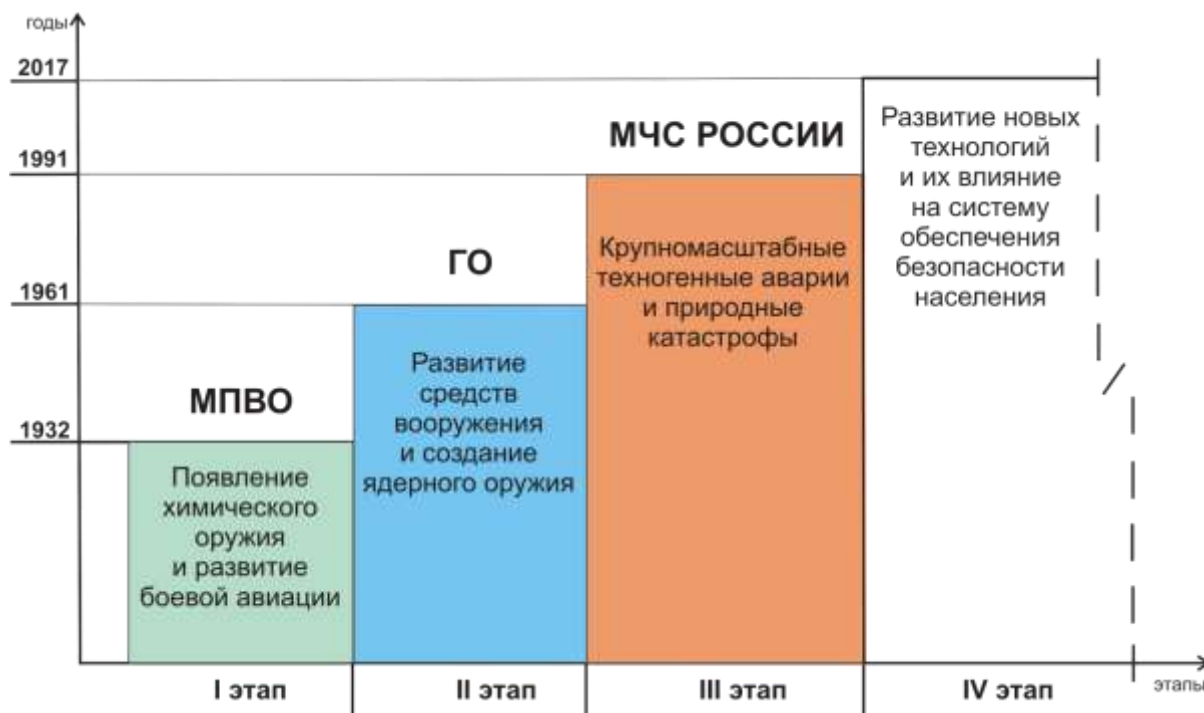 годы
2017
1991
1961
1932
МПВО
Появление
химического
оружия
и развитие
боевой авиации
ГО
Развитие
средств
вооружения
и создание
ядерного оружия
МЧС РОССИИ
Крупномасштабные
техногенные аварии
и природные
катастрофы
Развитие новых
технологий
и их влияние
на систему
обеспечения
безопасности
населения
I этап
II этап
III этап
IV этап
этапы